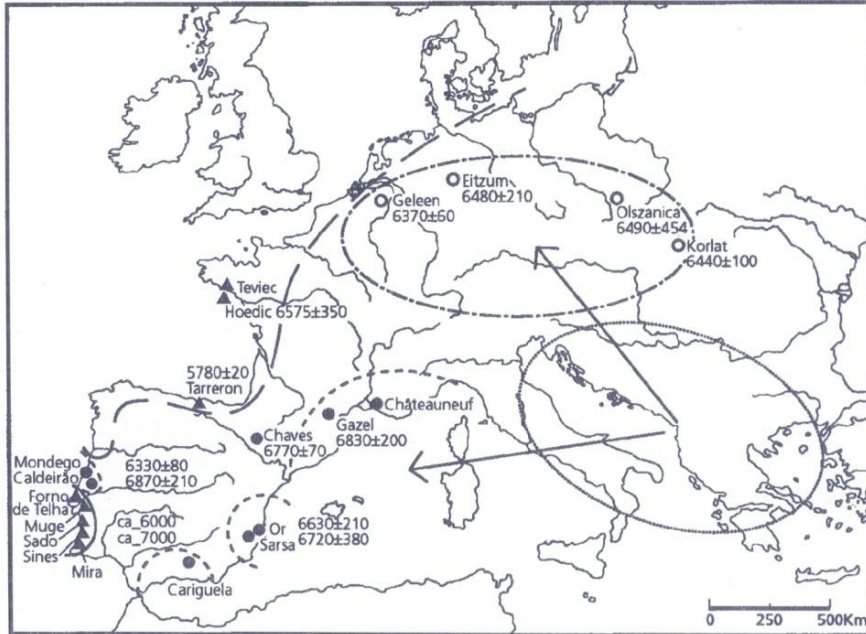 Eitzum
6480±210
Geleen
6370±60
Olszanica
6490±454
Korlat
6440±100
Teviec
Hoedic 6575±350
5780±20
Tarreron
Châteauneuf
Gazel
6830±200
Chaves
6770±70
Mondego
Caldeirão
6330±80
6870±210
Forno
de Telha
Muge
Sado
Sines
Mira
ca_6000
ca_7000
Or
Sarsa
6630±210
6720±380
Cariguela
0 250 500Km